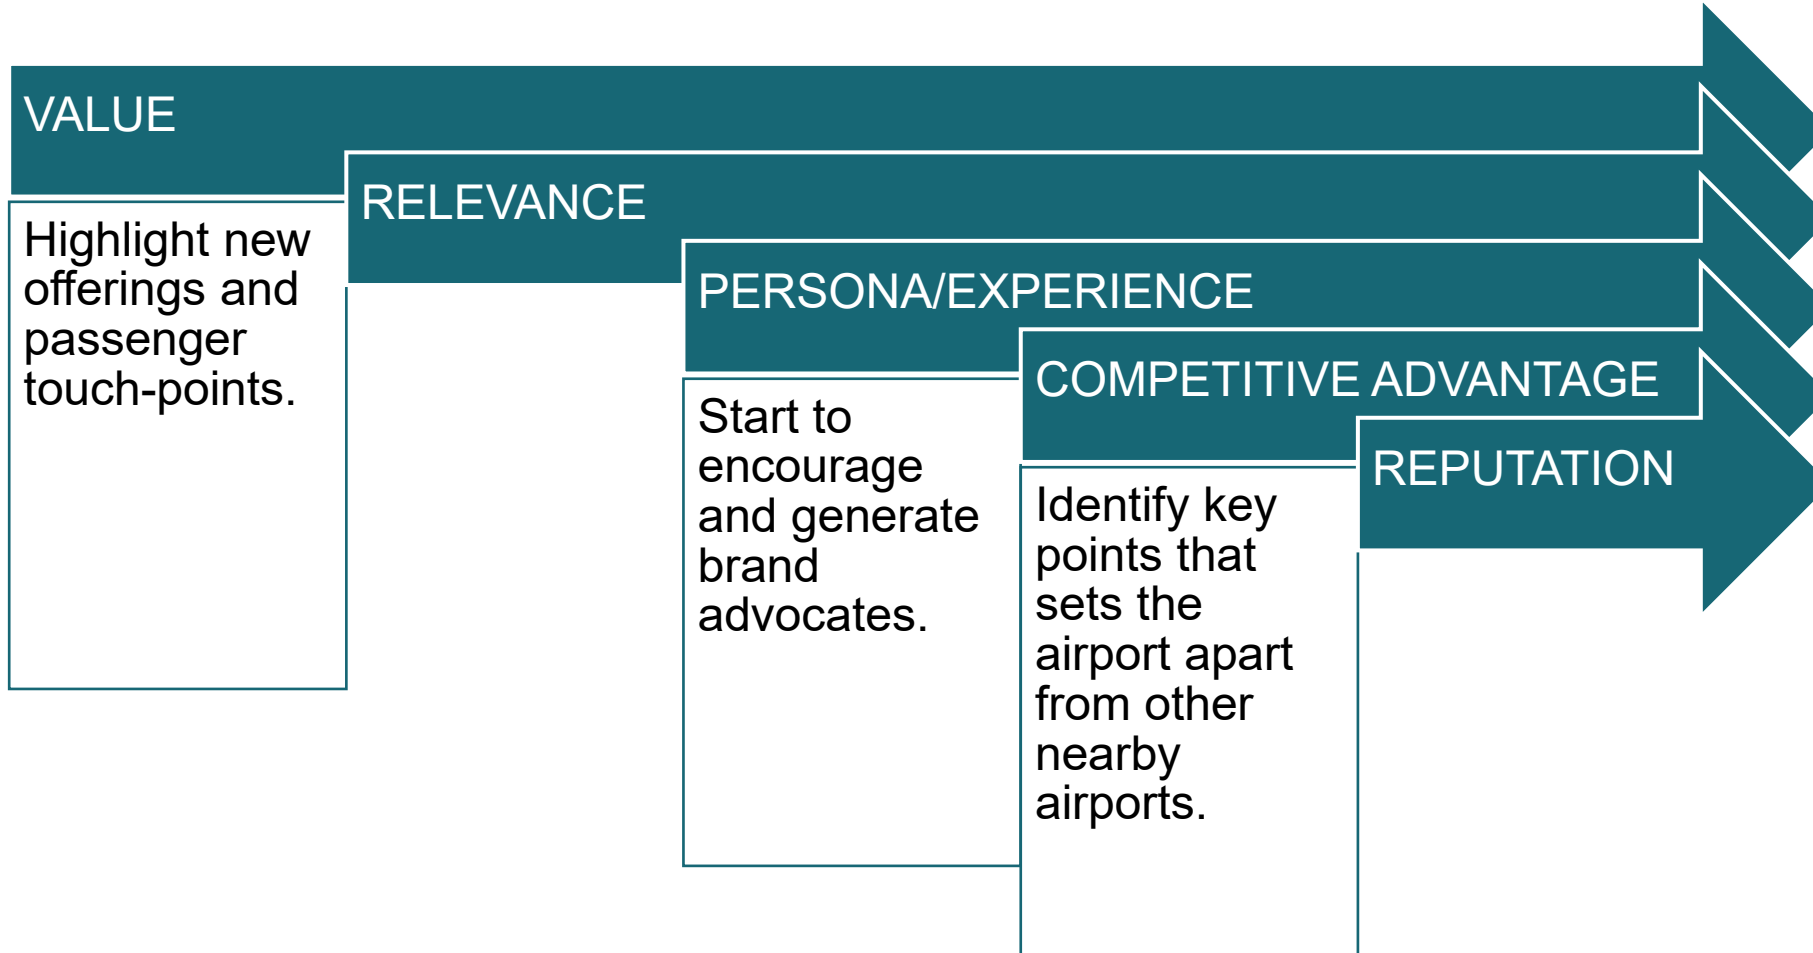 VALUE
Highlight new
offerings and
passenger
touch-points.
RELEVANCE
PERSONA/EXPERIENCE
Start to
encourage
and generate
brand
advocates.
COMPETITIVE ADVANTAGE
Identify key
points that
sets the
airport apart
from other
nearby
airports.
REPUTATION